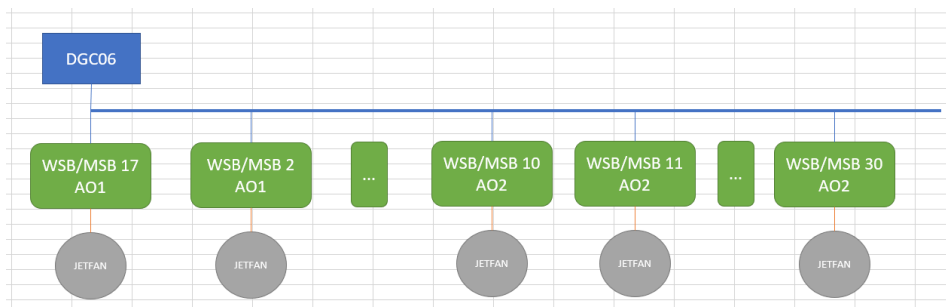 DGC06
WSB/MSB 17
AO1
WSB/MSB 2
AO1
...
WSB/MSB 10
AO2
WSB/MSB 11
AO2
...
WSB/MSB 30
AO2
JETFAN
JETFAN
JETFAN
JETFAN
JETFAN